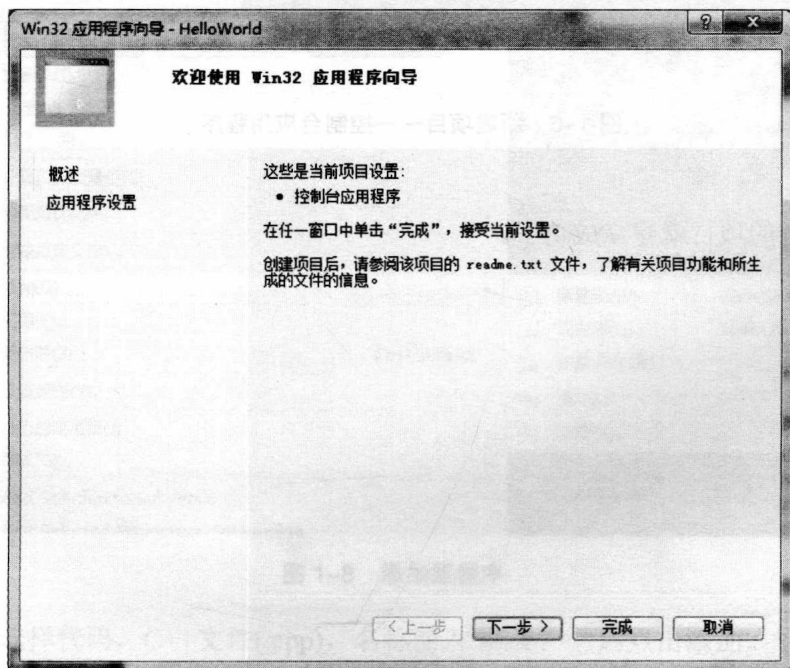 Win32 应用程序向导 - HelloWorld
欢迎使用 Win32 应用程序向导
概述
应用程序设置
这些是当前项目设置：
• 控制台应用程序
在任一窗口中单击“完成”，接受当前设置。
创建项目后，请参阅该项目的 readme.txt 文件，了解有关项目功能和所生
成的文件的信息。
< 上一步
下一步 >
完成
取消